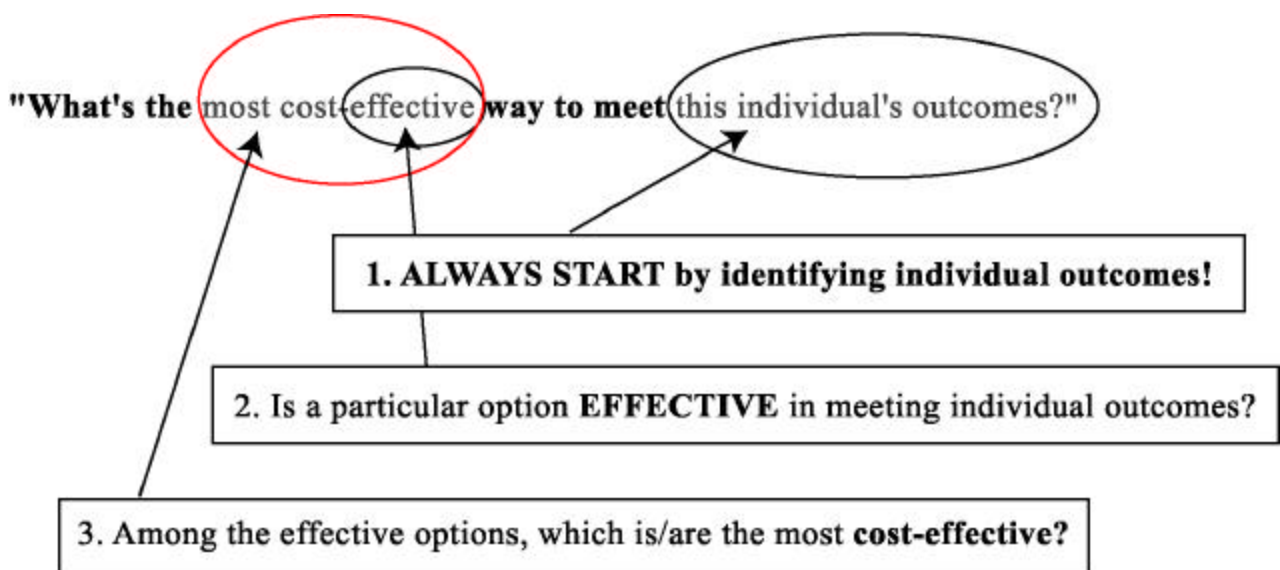 "What's the most cost-effective way to meet this individual's outcomes?"
1. ALWAYS START by identifying individual outcomes!
2. Is a particular option EFFECTIVE in meeting individual outcomes?
3. Among the effective options, which is/are the most cost-effective?